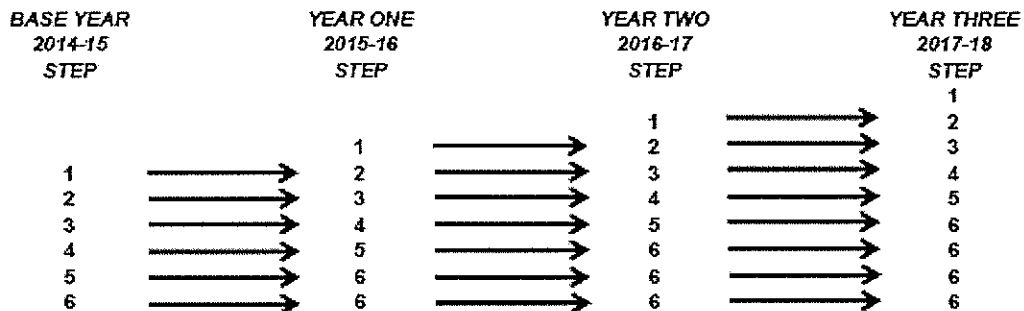 BASE YEAR YEAR ONE YEAR TWO YEAR THREE
2014-15 2015-16 2016-17 2017-18
STEP STEP STEP STEP
1
1 2
1 2 3
1 2 3 4
2 3 4 5
3 4 5 6
4 5 6 6
5 6 6 6
6 6 6 6